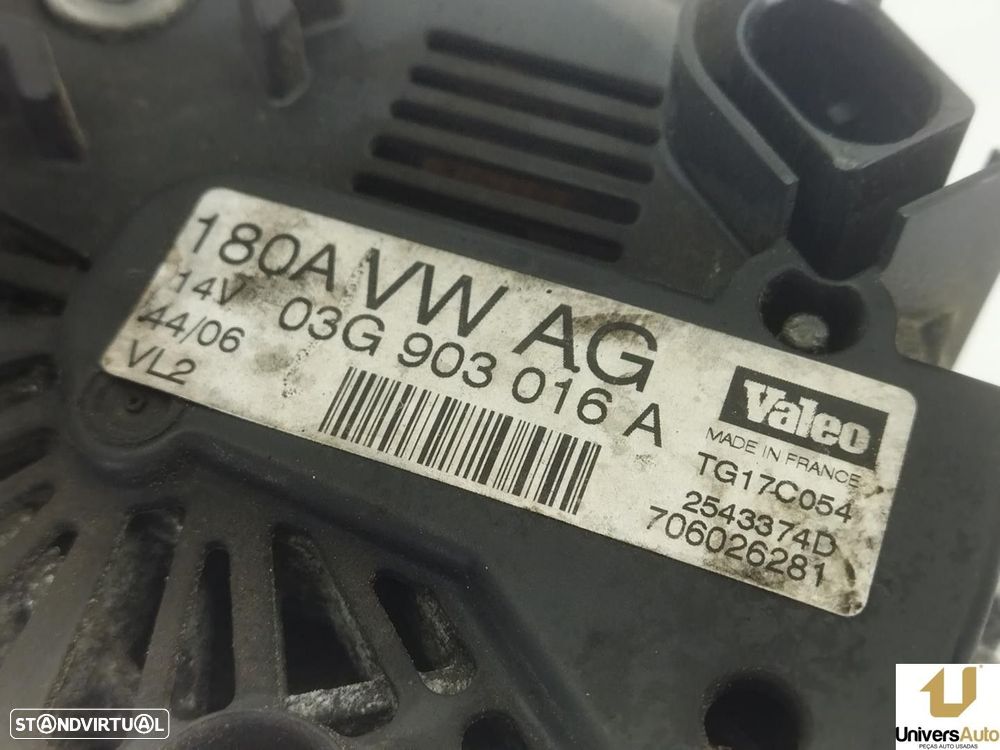 180A VW AG
14V 03G 903 016 A
44/06
VL2
Valeo
MADE IN FRANCE
TG17C054
2543374D
706026281
STANDVIRTUAL
UniversAuto
PEÇAS AUTO USADAS